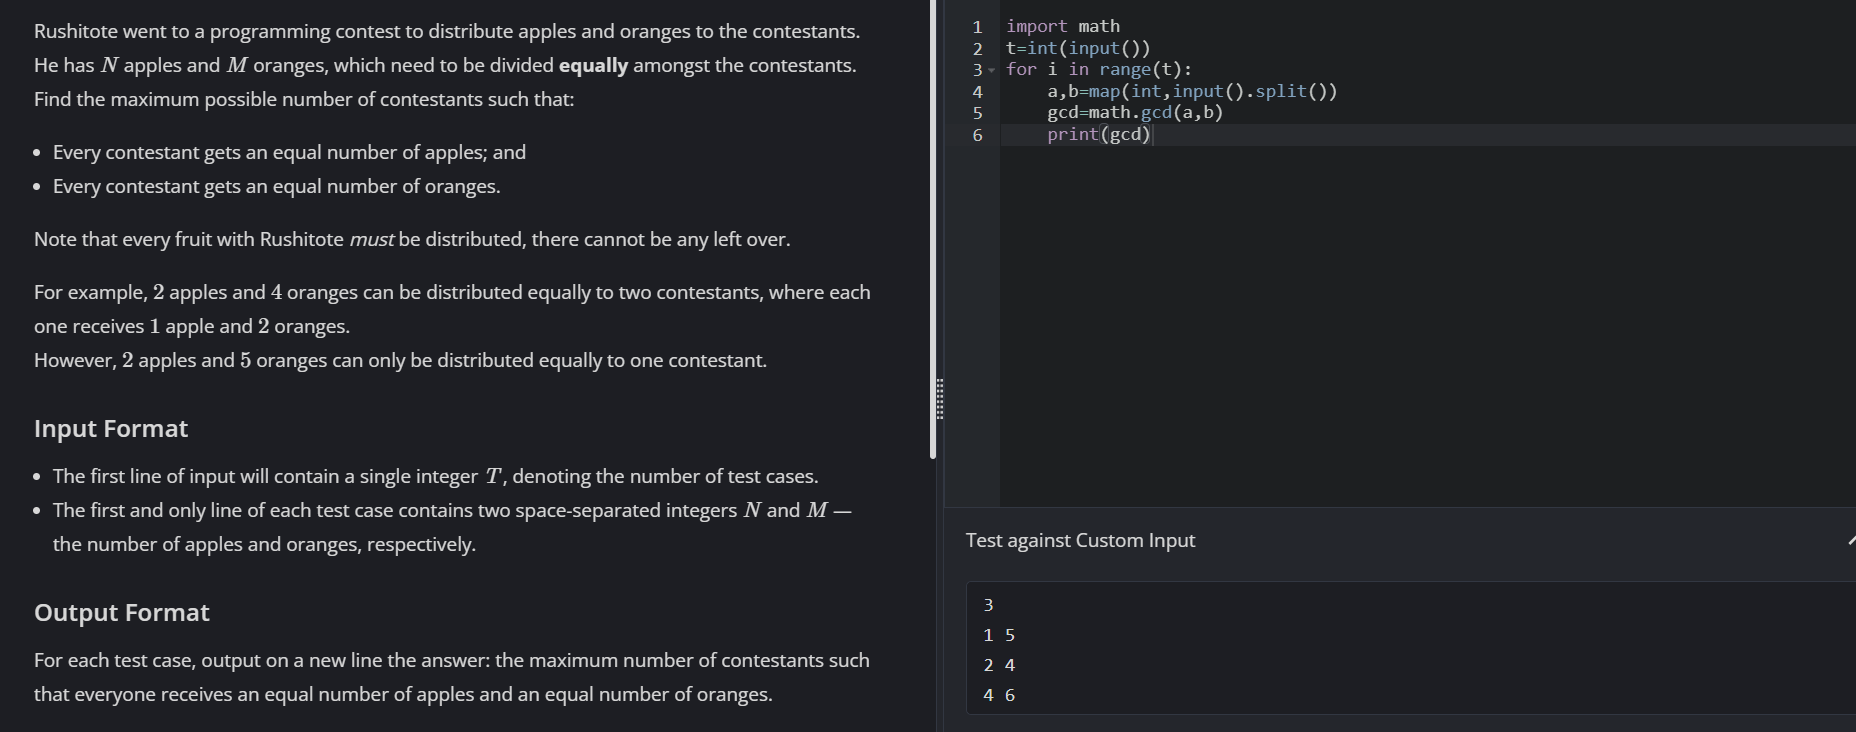 Rushitote went to a programming contest to distribute apples and oranges to the contestants.
He has N apples and M oranges, which need to be divided equally amongst the contestants.
Find the maximum possible number of contestants such that:
• Every contestant gets an equal number of apples; and
• Every contestant gets an equal number of oranges.
Note that every fruit with Rushitote must be distributed, there cannot be any left over.
For example, 2 apples and 4 oranges can be distributed equally to two contestants, where each
one receives 1 apple and 2 oranges.
However, 2 apples and 5 oranges can only be distributed equally to one contestant.
Input Format
• The first line of input will contain a single integer T, denoting the number of test cases.
• The first and only line of each test case contains two space-separated integers N and M —
the number of apples and oranges, respectively.
Output Format
For each test case, output on a new line the answer: the maximum number of contestants such
that everyone receives an equal number of apples and an equal number of oranges.
1 import math
2 t=int(input())
3 for i in range(t):
4     a,b=map(int,input().split())
5     gcd=math.gcd(a,b)
6     print(gcd)
Test against Custom Input
3
1 5
2 4
4 6